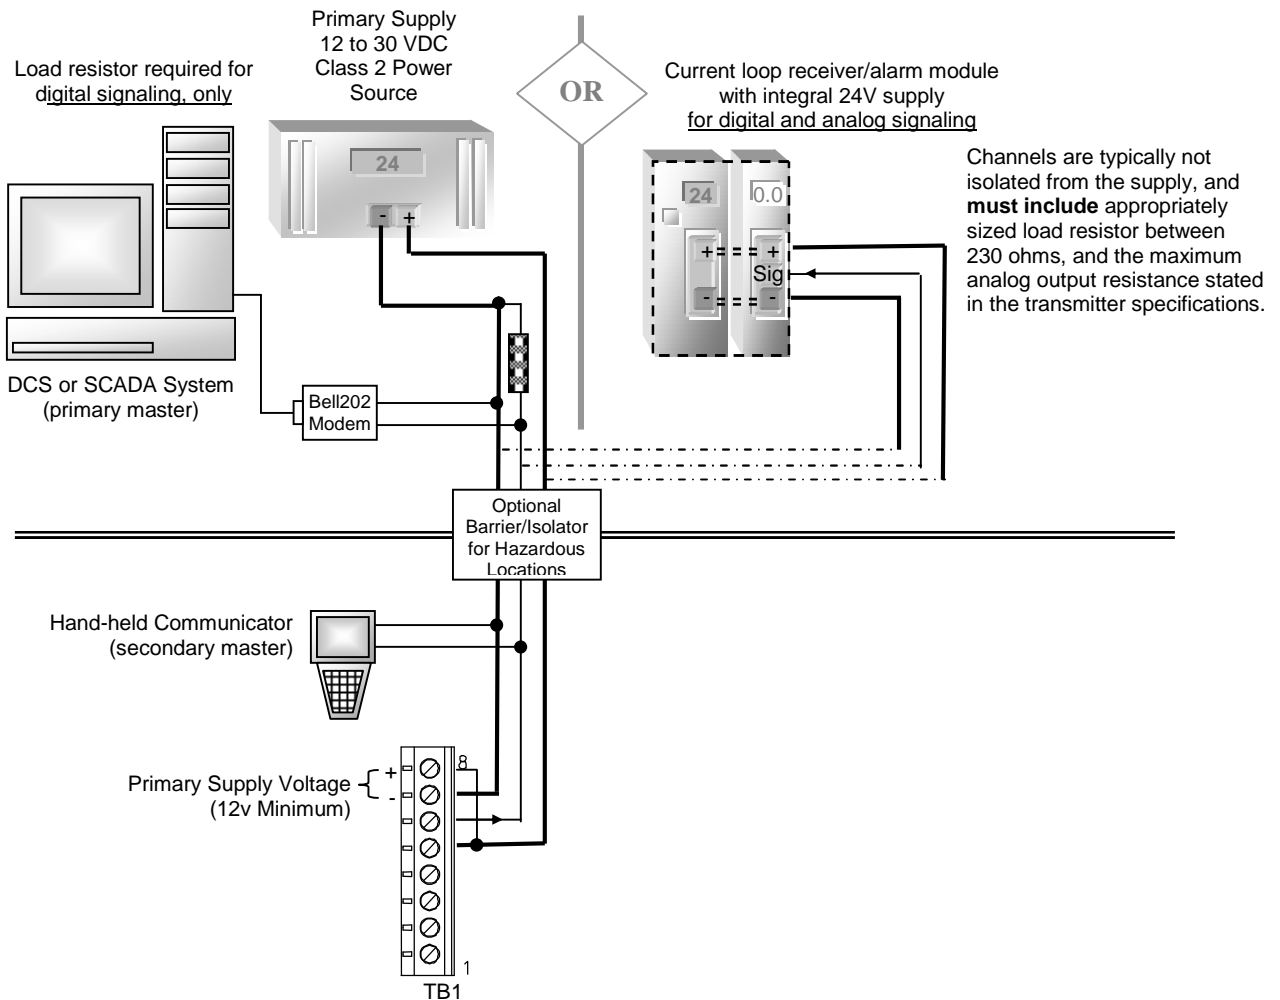 Primary Supply
12 to 30 VDC
Class 2 Power
Source
Load resistor required for
digital signaling, only
OR
Current loop receiver/alarm module
with integral 24V supply
for digital and analog signaling
24
- +
24
0.0
+ +
Sig
- -
Channels are typically not
isolated from the supply, and
must include appropriately
sized load resistor between
230 ohms, and the maximum
analog output resistance stated
in the transmitter specifications.
DCS or SCADA System
(primary master)
Bell202
Modem
Optional
Barrier/Isolator
for Hazardous
Locations
Hand-held Communicator
(secondary master)
Primary Supply Voltage
(12v Minimum)
+
-
8
1
TB1